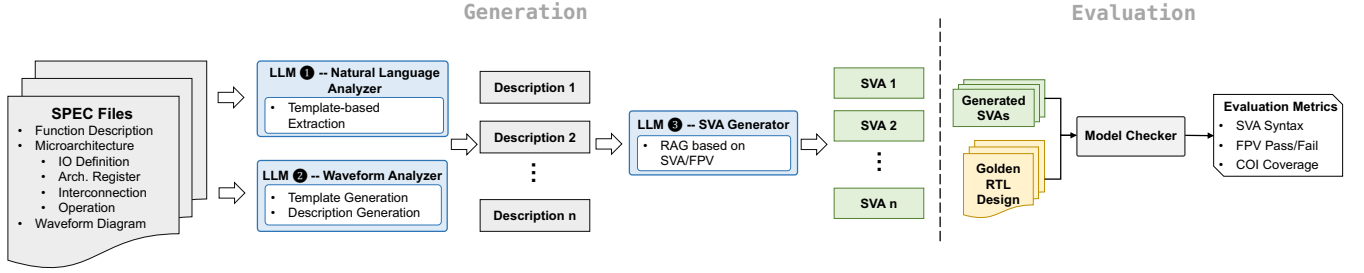 Generation
Evaluation
SPEC Files
• Function Description
• Microarchitecture
• IO Definition
• Arch. Register
• Interconnection
• Operation
• Waveform Diagram
LLM ❶ -- Natural Language
Analyzer
• Template-based
Extraction
LLM ❷ -- Waveform Analyzer
• Template Generation
• Description Generation
Description 1
Description 2
⋮
Description n
LLM ❸ -- SVA Generator
• RAG based on
SVA/FPV
SVA 1
SVA 2
⋮
SVA n
Generated
SVAs
Golden
RTL
Design
Model Checker
Evaluation Metrics
• SVA Syntax
• FPV Pass/Fail
• COI Coverage